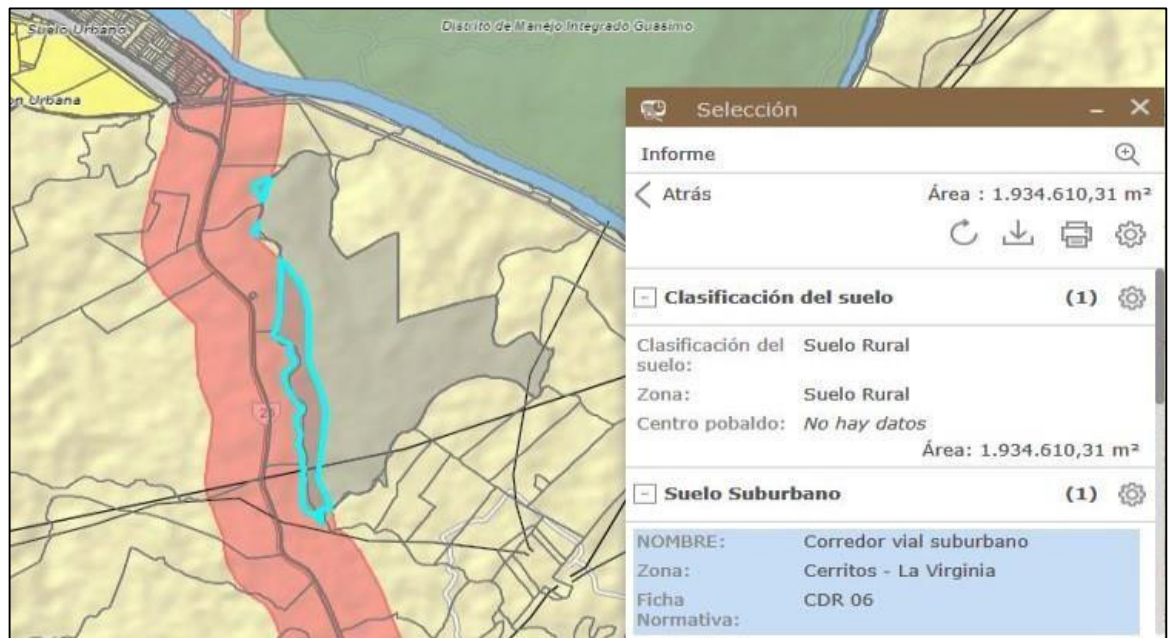 Suelo Urbano
Distrito de Manejo Integrado Guasimo
n Urbana
Selección
Informe
Atrás
Área : 1.934.610,31 m²
Clasificación del suelo
(1)
Clasificación del suelo:
Suelo Rural
Zona:
Suelo Rural
Centro pobaldo:
No hay datos
Área: 1.934.610,31 m²
Suelo Suburbano
(1)
NOMBRE:
Corredor vial suburbano
Zona:
Cerritos - La Virginia
Ficha Normativa:
CDR 06